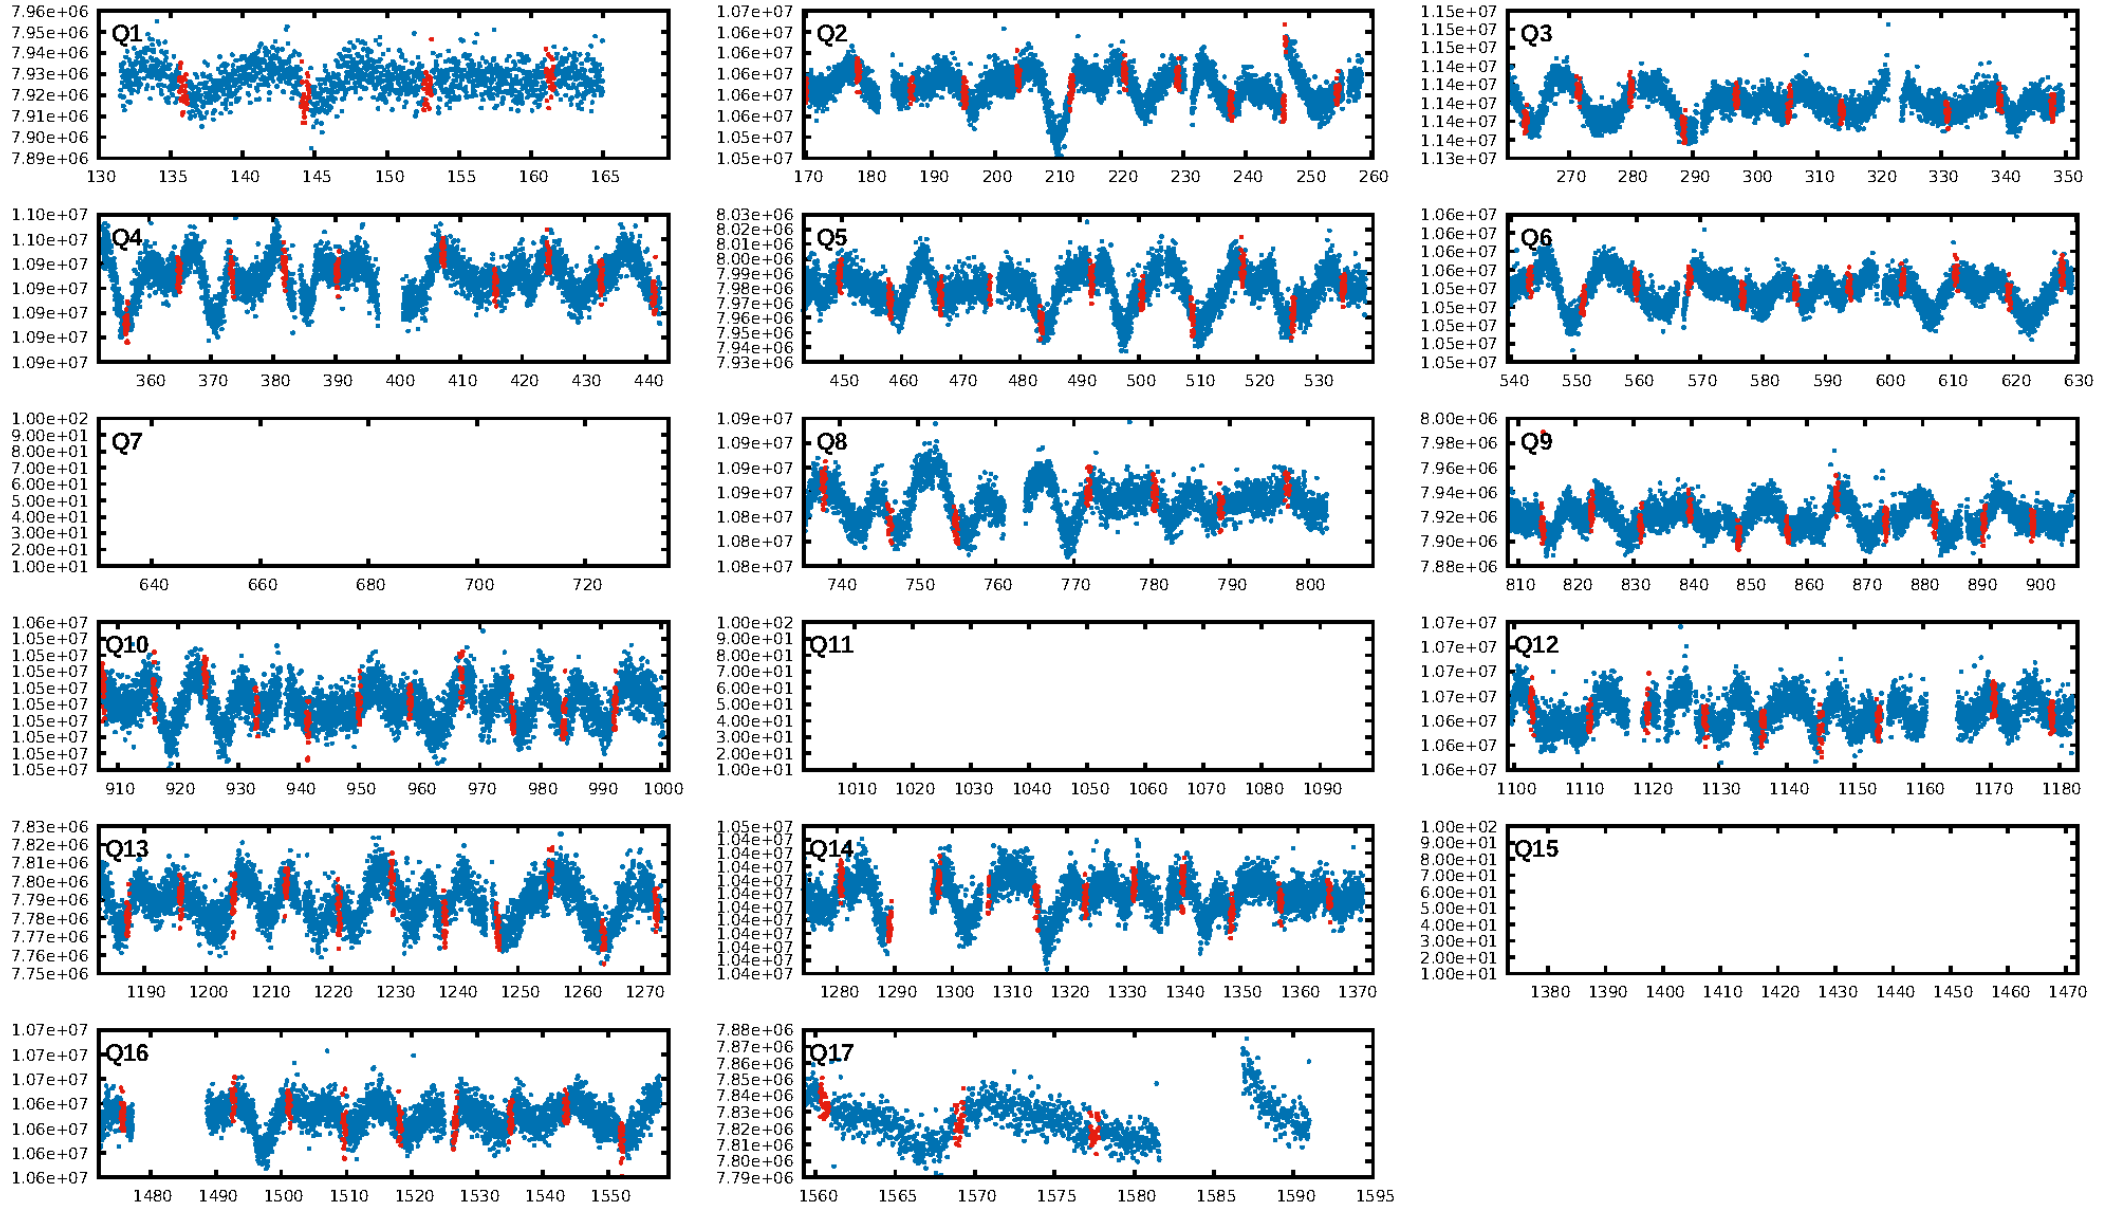 7.96e+06
7.95e+06
7.94e+06
7.93e+06
7.92e+06
7.91e+06
7.90e+06
7.89e+06
Q1
130 135 140 145 150 155 160 165
1.07e+07
1.06e+07
1.06e+07
1.06e+07
1.06e+07
1.05e+07
1.05e+07
Q2
170 180 190 200 210 220 230 240 250 260
1.15e+07
1.15e+07
1.14e+07
1.14e+07
1.14e+07
1.14e+07
1.14e+07
1.13e+07
Q3
270 280 290 300 310 320 330 340 350
1.10e+07
1.10e+07
1.09e+07
1.09e+07
1.09e+07
1.09e+07
1.09e+07
Q4
360 370 380 390 400 410 420 430 440
8.03e+06
8.01e+06
8.00e+06
7.99e+06
7.98e+06
7.97e+06
7.96e+06
7.95e+06
7.94e+06
7.93e+06
Q5
450 460 470 480 490 500 510 520 530
1.06e+07
1.06e+07
1.06e+07
1.06e+07
1.05e+07
1.05e+07
1.05e+07
1.05e+07
1.05e+07
Q6
540 550 560 570 580 590 600 610 620 630
1.00e+02
9.00e+01
8.00e+01
7.00e+01
6.00e+01
5.00e+01
4.00e+01
3.00e+01
2.00e+01
1.00e+01
Q7
640 660 680 700 720
1.09e+07
1.09e+07
1.09e+07
1.09e+07
1.08e+07
1.08e+07
1.08e+07
Q8
740 750 760 770 780 790 800
8.00e+06
7.98e+06
7.96e+06
7.94e+06
7.92e+06
7.90e+06
7.88e+06
Q9
810 820 830 840 850 860 870 880 890 900
1.06e+07
1.05e+07
1.05e+07
1.05e+07
1.05e+07
1.05e+07
1.05e+07
1.05e+07
1.05e+07
1.05e+07
Q10
910 920 930 940 950 960 970 980 990 1000
1.00e+02
9.00e+01
8.00e+01
7.00e+01
6.00e+01
5.00e+01
4.00e+01
3.00e+01
2.00e+01
1.00e+01
Q11
1010 1020 1030 1040 1050 1060 1070 1080 1090
1.07e+07
1.07e+07
1.07e+07
1.07e+07
1.06e+07
1.06e+07
1.06e+07
Q12
1100 1110 1120 1130 1140 1150 1160 1170 1180
7.83e+06
7.82e+06
7.81e+06
7.80e+06
7.79e+06
7.78e+06
7.77e+06
7.76e+06
7.75e+06
Q13
1190 1200 1210 1220 1230 1240 1250 1260 1270
1.05e+07
1.04e+07
1.04e+07
1.04e+07
1.04e+07
1.04e+07
1.04e+07
1.04e+07
1.04e+07
1.04e+07
1.04e+07
1.04e+07
Q14
1280 1290 1300 1310 1320 1330 1340 1350 1360 1370
1.00e+02
9.00e+01
8.00e+01
7.00e+01
6.00e+01
5.00e+01
4.00e+01
3.00e+01
2.00e+01
1.00e+01
Q15
1380 1390 1400 1410 1420 1430 1440 1450 1460 1470
1.07e+07
1.07e+07
1.07e+07
1.06e+07
1.06e+07
1.06e+07
1.06e+07
Q16
1480 1490 1500 1510 1520 1530 1540 1550
7.88e+06
7.87e+06
7.86e+06
7.85e+06
7.84e+06
7.83e+06
7.82e+06
7.81e+06
7.80e+06
7.79e+06
Q17
1560 1565 1570 1575 1580 1585 1590 1595